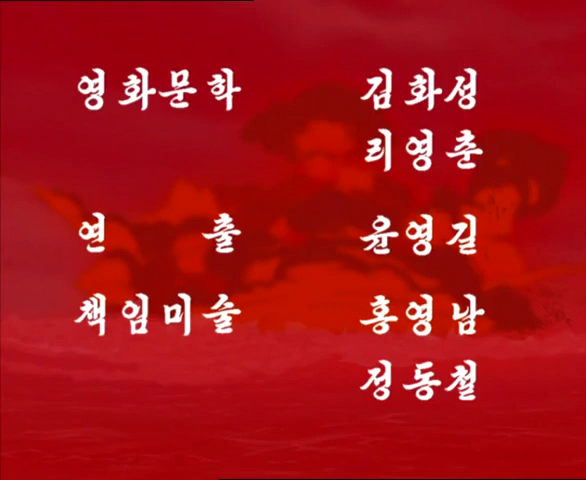 영화문학 김화성
리영춘
연 출 윤영길
책임미술 홍영남
정동철